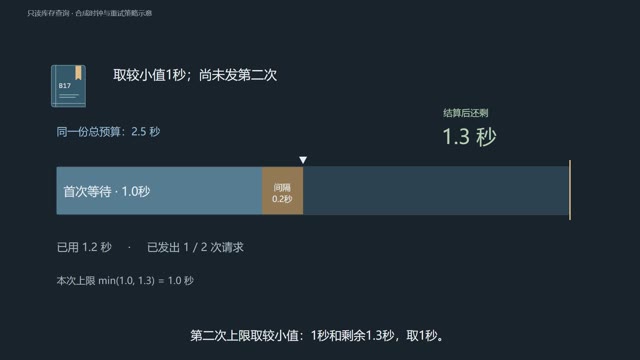 只读库存查询 · 合成时钟与重试策略示意
B17
取较小值1秒；尚未发第二次
同一份总预算：2.5 秒
结算后还剩
1.3 秒
首次等待 · 1.0秒
间隔
0.2秒
已用 1.2 秒 · 已发出 1 / 2 次请求
本次上限 min(1.0, 1.3) = 1.0 秒
第二次上限取较小值：1秒和剩余1.3秒，取1秒。